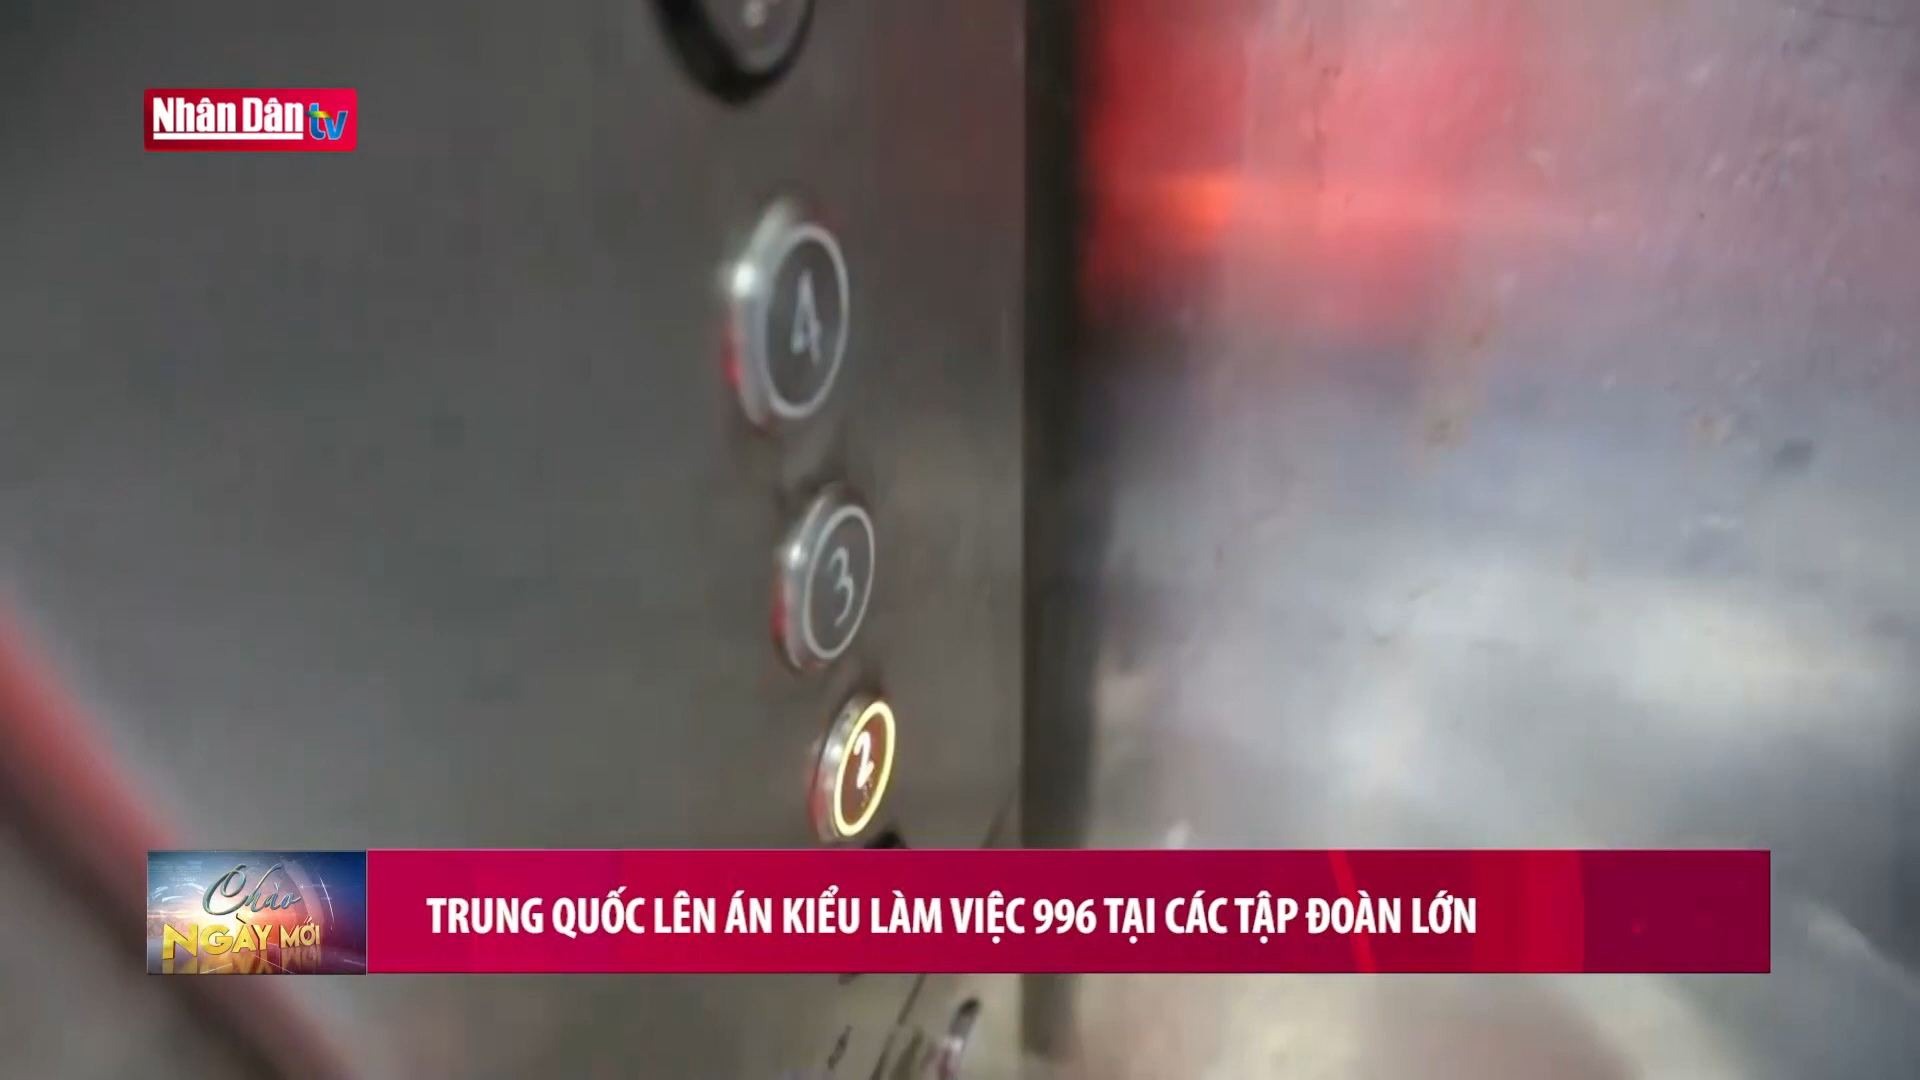 Nhân Dân tv
4
3
2
Chào
NGÀY MỚI
TRUNG QUỐC LÊN ÁN KIỂU LÀM VIỆC 996 TẠI CÁC TẬP ĐOÀN LỚN